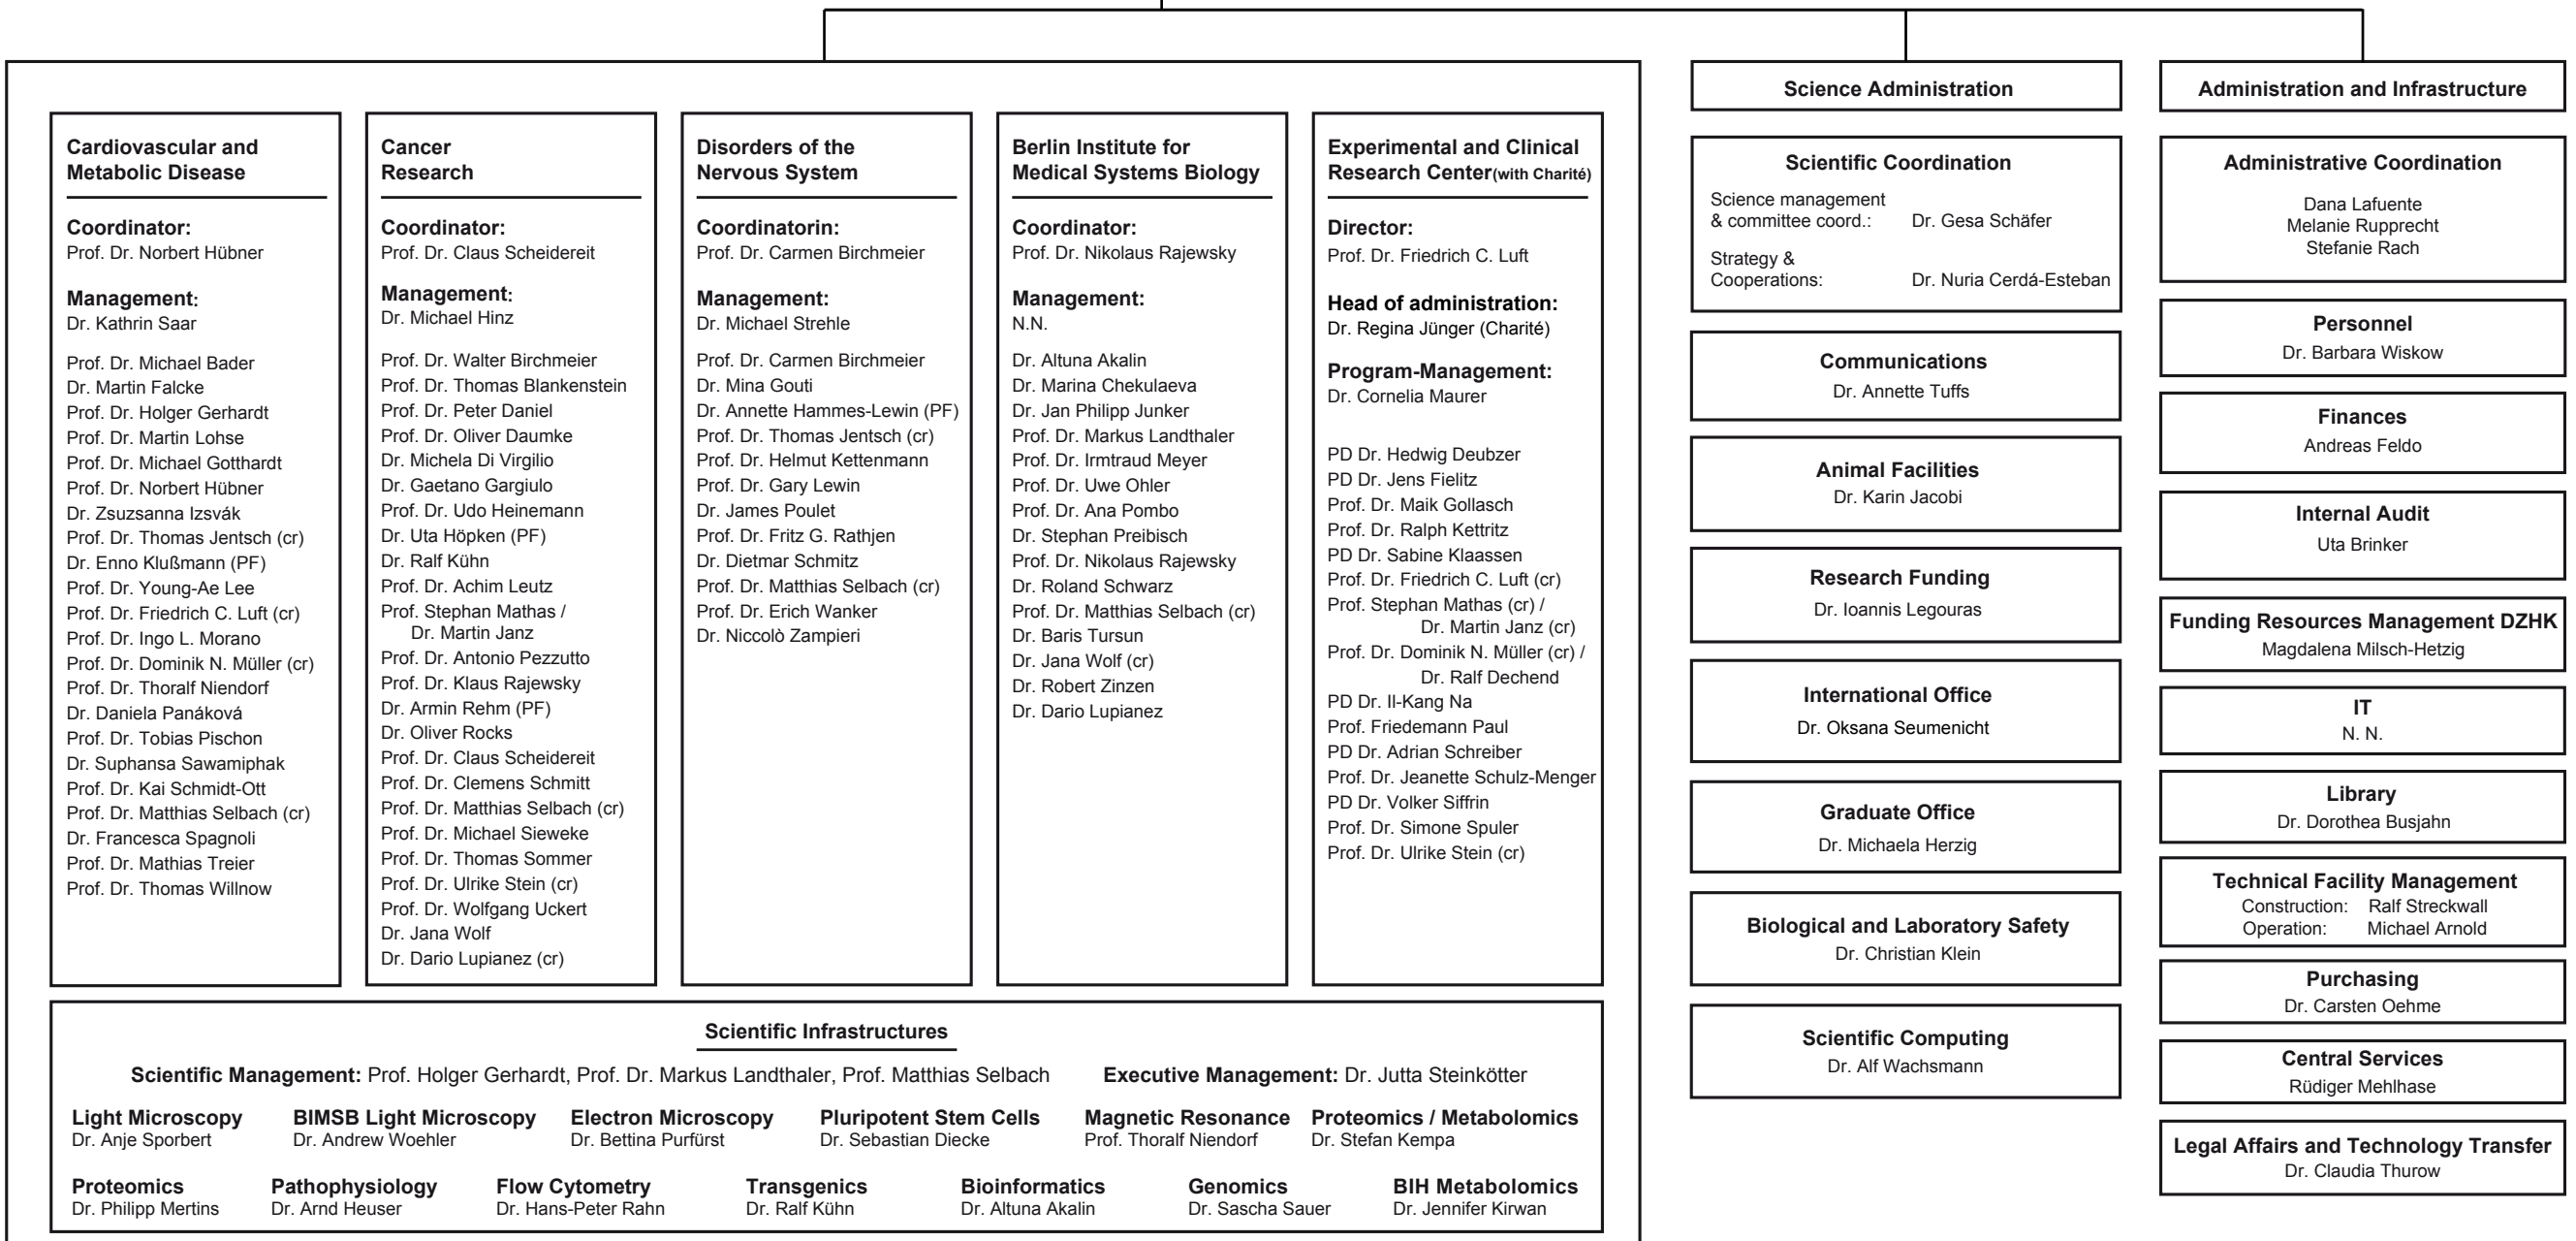 Cardiovascular and
Metabolic Disease
Coordinator:
Prof. Dr. Norbert Hübner
Management:
Dr. Kathrin Saar
Prof. Dr. Michael Bader
Dr. Martin Falcke
Prof. Dr. Holger Gerhardt
Prof. Dr. Martin Lohse
Prof. Dr. Michael Gotthardt
Prof. Dr. Norbert Hübner
Dr. Zsuzsanna Izsvák
Prof. Dr. Thomas Jentsch (cr)
Dr. Enno Klußmann (PF)
Prof. Dr. Young-Ae Lee
Prof. Dr. Friedrich C. Luft (cr)
Prof. Dr. Ingo L. Morano
Prof. Dr. Dominik N. Müller (cr)
Prof. Dr. Thoralf Niendorf
Dr. Daniela Panáková
Prof. Dr. Tobias Pischon
Dr. Suphansa Sawamiphak
Prof. Dr. Kai Schmidt-Ott
Prof. Dr. Matthias Selbach (cr)
Dr. Francesca Spagnoli
Prof. Dr. Mathias Treier
Prof. Dr. Thomas Willnow
Cancer
Research
Coordinator:
Prof. Dr. Claus Scheidereit
Management:
Dr. Michael Hinz
Prof. Dr. Walter Birchmeier
Prof. Dr. Thomas Blankenstein
Prof. Dr. Peter Daniel
Prof. Dr. Oliver Daumke
Dr. Michela Di Virgilio
Dr. Gaetano Gargiulo
Prof. Dr. Udo Heinemann
Dr. Uta Höpken (PF)
Dr. Ralf Kühn
Prof. Dr. Achim Leutz
Prof. Stephan Mathas /
Dr. Martin Janz
Prof. Dr. Antonio Pezzutto
Prof. Dr. Klaus Rajewsky
Dr. Armin Rehm (PF)
Dr. Oliver Rocks
Prof. Dr. Claus Scheidereit
Prof. Dr. Clemens Schmitt
Prof. Dr. Matthias Selbach (cr)
Prof. Dr. Michael Sieweke
Prof. Dr. Thomas Sommer
Prof. Dr. Ulrike Stein (cr)
Prof. Dr. Wolfgang Uckert
Dr. Jana Wolf
Dr. Dario Lupianez (cr)
Disorders of the
Nervous System
Coordinatorin:
Prof. Dr. Carmen Birchmeier
Management:
Dr. Michael Strehle
Prof. Dr. Carmen Birchmeier
Dr. Mina Gouti
Dr. Annette Hammes-Lewin (PF)
Prof. Dr. Thomas Jentsch (cr)
Prof. Dr. Helmut Kettenmann
Prof. Dr. Gary Lewin
Dr. James Poulet
Prof. Dr. Fritz G. Rathjen
Dr. Dietmar Schmitz
Prof. Dr. Matthias Selbach (cr)
Prof. Dr. Erich Wanker
Dr. Niccolò Zampieri
Berlin Institute for
Medical Systems Biology
Coordinator:
Prof. Dr. Nikolaus Rajewsky
Management:
N.N.
Dr. Altuna Akalin
Dr. Marina Chekulaeva
Dr. Jan Philipp Junker
Prof. Dr. Markus Landthaler
Prof. Dr. Irmtraud Meyer
Prof. Dr. Uwe Ohler
Prof. Dr. Ana Pombo
Dr. Stephan Preibisch
Prof. Dr. Nikolaus Rajewsky
Dr. Roland Schwarz
Prof. Dr. Matthias Selbach (cr)
Dr. Baris Tursun
Dr. Jana Wolf (cr)
Dr. Robert Zinzen
Dr. Dario Lupianez
Experimental and Clinical
Research Center(with Charité)
Director:
Prof. Dr. Friedrich C. Luft
Head of administration:
Dr. Regina Jünger (Charité)
Program-Management:
Dr. Cornelia Maurer
PD Dr. Hedwig Deubzer
PD Dr. Jens Fielitz
Prof. Dr. Maik Gollasch
Prof. Dr. Ralph Kettritz
PD Dr. Sabine Klaassen
Prof. Dr. Friedrich C. Luft (cr)
Prof. Stephan Mathas (cr) /
Dr. Martin Janz (cr)
Prof. Dr. Dominik N. Müller (cr) /
Dr. Ralf Dechend
PD Dr. Il-Kang Na
Prof. Friedemann Paul
PD Dr. Adrian Schreiber
Prof. Dr. Jeanette Schulz-Menger
PD Dr. Volker Siffrin
Prof. Dr. Simone Spuler
Prof. Dr. Ulrike Stein (cr)
Scientific Infrastructures
Scientific Management: Prof. Holger Gerhardt, Prof. Dr. Markus Landthaler, Prof. Matthias Selbach Executive Management: Dr. Jutta Steinkötter
Light Microscopy BIMSB Light Microscopy Electron Microscopy Pluripotent Stem Cells Magnetic Resonance Proteomics / Metabolomics
Dr. Anje Sporbert Dr. Andrew Woehler Dr. Bettina Purfürst Dr. Sebastian Diecke Prof. Thoralf Niendorf Dr. Stefan Kempa
Proteomics Pathophysiology Flow Cytometry Transgenics Bioinformatics Genomics BIH Metabolomics
Dr. Philipp Mertins Dr. Arnd Heuser Dr. Hans-Peter Rahn Dr. Ralf Kühn Dr. Altuna Akalin Dr. Sascha Sauer Dr. Jennifer Kirwan
Science Administration
Scientific Coordination
Science management
& committee coord.: Dr. Gesa Schäfer
Strategy &
Cooperations: Dr. Nuria Cerdá-Esteban
Communications
Dr. Annette Tuffs
Animal Facilities
Dr. Karin Jacobi
Research Funding
Dr. Ioannis Legouras
International Office
Dr. Oksana Seumenicht
Graduate Office
Dr. Michaela Herzig
Biological and Laboratory Safety
Dr. Christian Klein
Scientific Computing
Dr. Alf Wachsmann
Administration and Infrastructure
Administrative Coordination
Dana Lafuente
Melanie Rupprecht
Stefanie Rach
Personnel
Dr. Barbara Wiskow
Finances
Andreas Feldo
Internal Audit
Uta Brinker
Funding Resources Management DZHK
Magdalena Milsch-Hetzig
IT
N. N.
Library
Dr. Dorothea Busjahn
Technical Facility Management
Construction: Ralf Streckwall
Operation: Michael Arnold
Purchasing
Dr. Carsten Oehme
Central Services
Rüdiger Mehlhase
Legal Affairs and Technology Transfer
Dr. Claudia Thurow